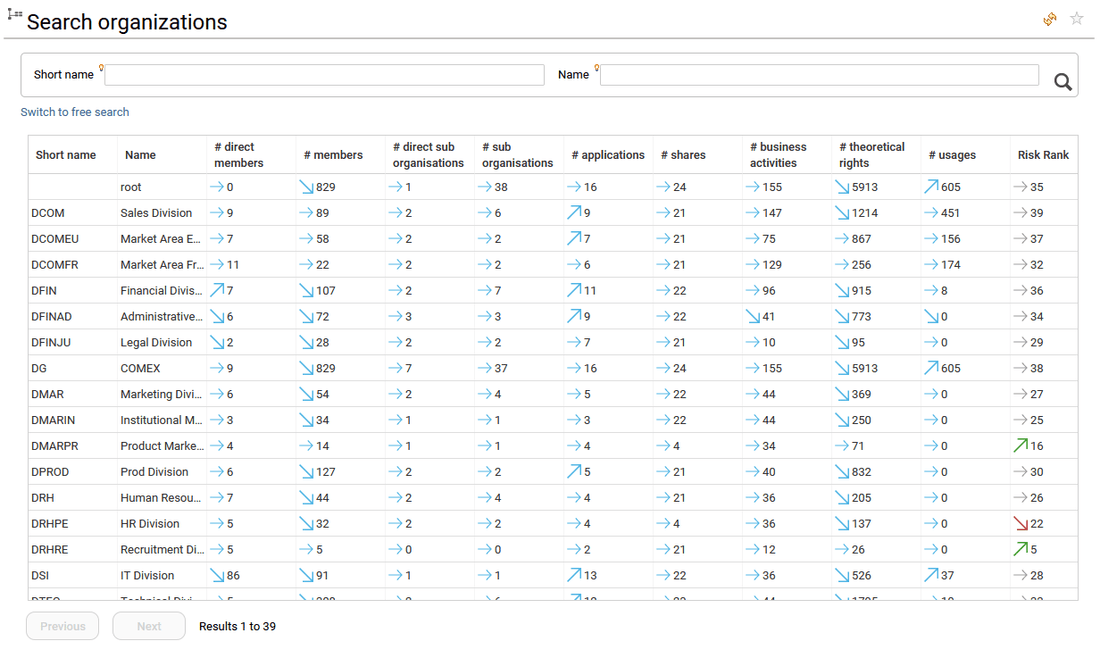 Search organizations
Short name Name
Switch to free search
Short name Name # direct members # members # direct sub organisations # sub organisations # applications # shares # business activities # theoretical rights # usages Risk Rank
root 0 829 1 38 16 24 155 5913 605 35
DCOM Sales Division 9 89 2 6 9 21 147 1214 451 39
DCOMEU Market Area E... 7 58 2 2 7 21 75 867 156 37
DCOMFR Market Area Fr... 11 22 2 2 6 21 129 256 174 32
DFIN Financial Divis... 7 107 2 7 11 22 96 915 8 36
DFINAD Administrative... 6 72 3 3 9 22 41 773 0 34
DFINJU Legal Division 2 28 2 2 7 21 10 95 0 29
DG COMEX 9 829 7 37 16 24 155 5913 605 38
DMAR Marketing Divi... 6 54 2 4 5 22 44 369 0 27
DMARIN Institutional M... 3 34 1 1 3 22 44 250 0 25
DMARPR Product Marke... 4 14 1 1 4 4 34 71 0 16
DPROD Prod Division 6 127 2 2 5 21 40 832 0 30
DRH Human Resou... 7 44 2 4 4 21 36 205 0 26
DRHPE HR Division 5 32 2 2 4 4 36 137 0 22
DRHRE Recruitment Di... 5 5 0 0 2 21 12 26 0 5
DSI IT Division 86 91 1 1 13 22 36 526 37 28
Previous Next Results 1 to 39